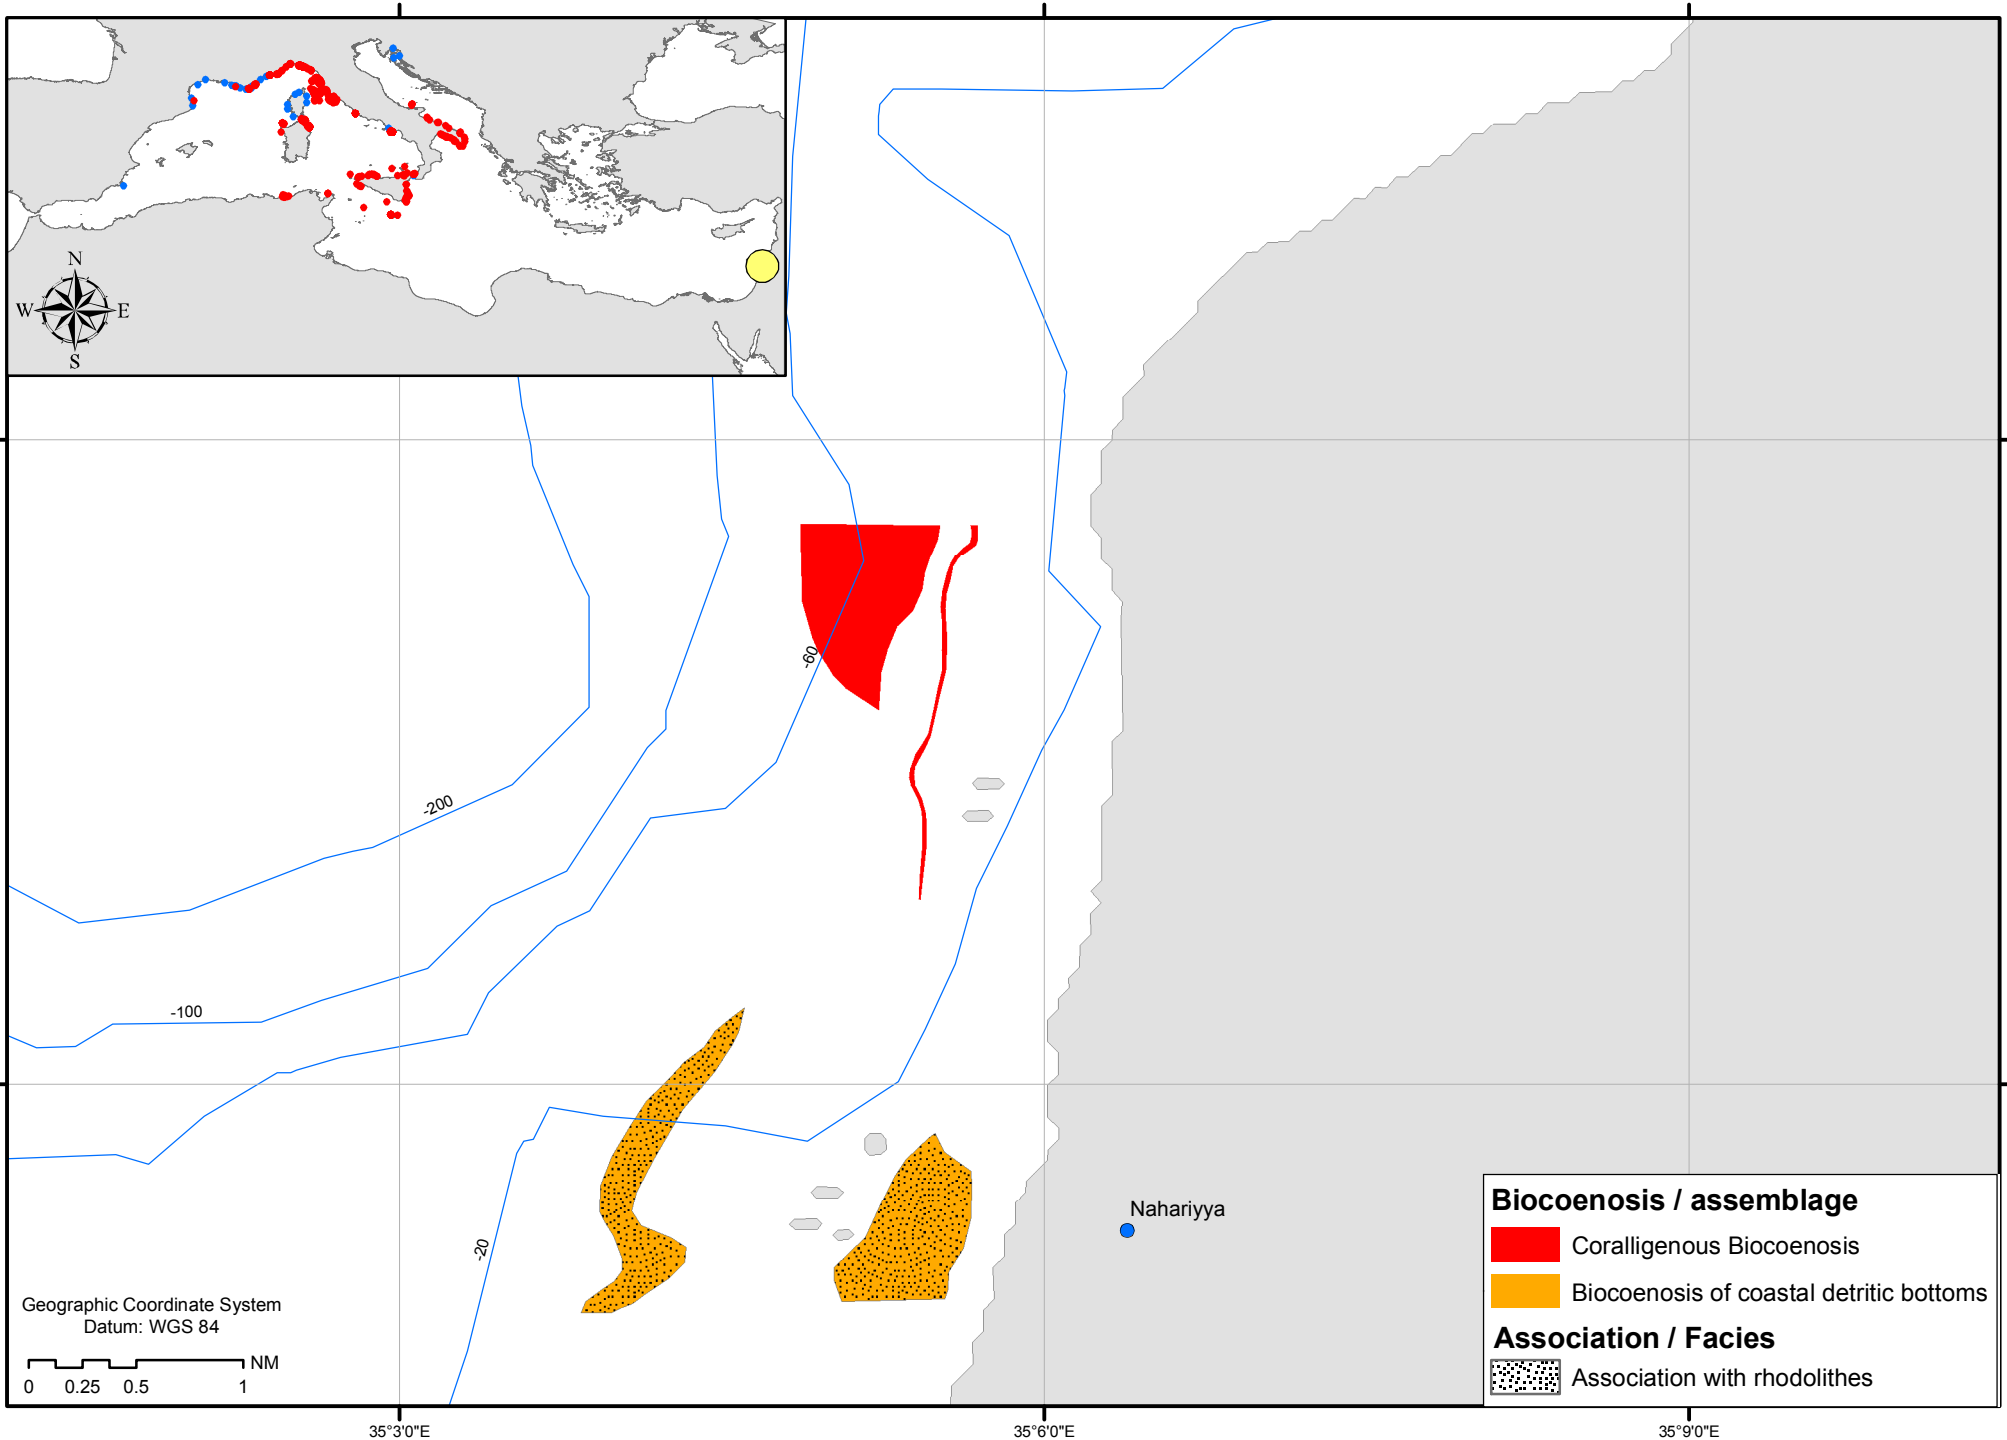 N
W
E
S
-60
-200
-100
-20
Nahariyya
Geographic Coordinate System
Datum: WGS 84
NM
0 0.25 0.5 1
Biocoenosis / assemblage
Coralligenous Biocoenosis
Biocoenosis of coastal detritic bottoms
Association / Facies
Association with rhodolithes
35°3'0"E 35°6'0"E 35°9'0"E